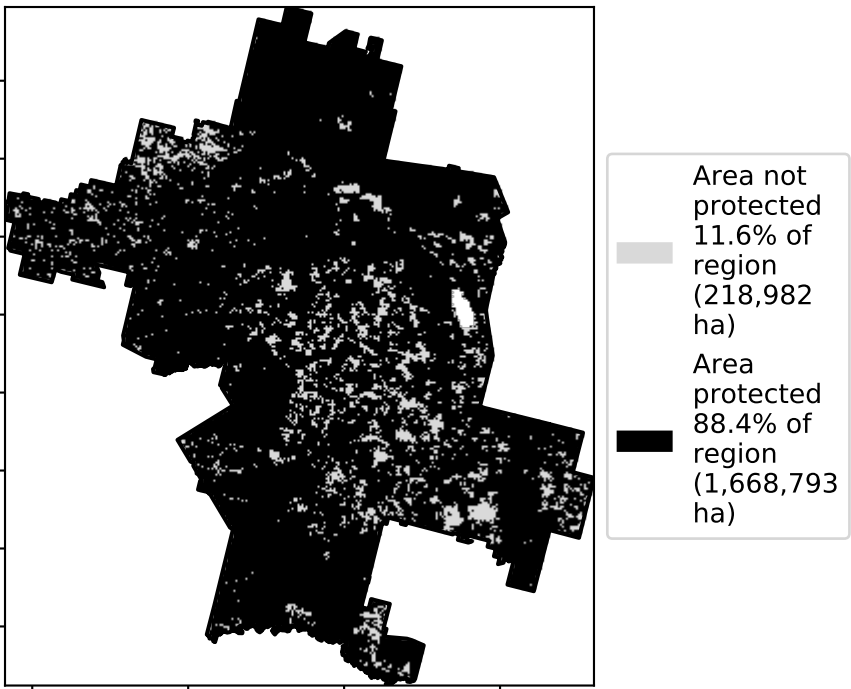 Area not
protected
11.6% of
region
(218,982
ha)
Area
protected
88.4% of
region
(1,668,793
ha)